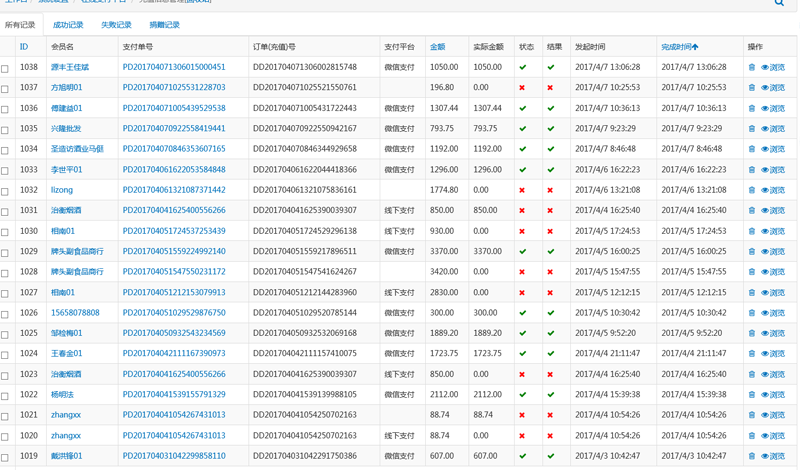 所有记录 成功记录 失败记录 捐赠记录
ID 会员名 支付单号 订单(充值)号 支付平台 金额 实际金额 状态 结果 发起时间 完成时间 操作
1038 源丰王佳斌 PD201704071306015000451 DD201704071306002815748 微信支付 1050.00 1050.00 2017/4/7 13:06:28 2017/4/7 13:06:28 浏览
1037 方旭明01 PD201704071025531228703 DD20170407102552551550761 196.80 0.00 2017/4/7 10:25:53 2017/4/7 10:25:53 浏览
1036 傅建益01 PD201704071005439529538 DD201704071005431722443 微信支付 1307.44 1307.44 2017/4/7 10:36:13 2017/4/7 10:36:13 浏览
1035 兴隆批发 PD201704070922558419441 DD201704070922550942167 微信支付 793.75 793.75 2017/4/7 9:23:29 2017/4/7 9:23:29 浏览
1034 圣造访酒业马倨 PD201704070846353607165 DD201704070846344929658 微信支付 1192.00 1192.00 2017/4/7 8:46:48 2017/4/7 8:46:48 浏览
1033 李世平01 PD201704061622053584848 DD201704061622044418366 微信支付 1296.00 1296.00 2017/4/6 16:22:23 2017/4/6 16:22:23 浏览
1032 lizong PD201704061321087371442 DD201704061321075836161 1774.80 0.00 2017/4/6 13:21:08 2017/4/6 13:21:08 浏览
1031 治衡烟酒 PD201704041625400556266 DD201704041625390039307 线下支付 850.00 850.00 2017/4/4 16:25:40 2017/4/4 16:25:40 浏览
1030 相南01 PD201704051724537253439 DD201704051724529296138 线下支付 930.00 0.00 2017/4/5 17:24:53 2017/4/5 17:24:53 浏览
1029 牌头副食品商行 PD201704051559224992140 DD201704051559217896511 微信支付 3370.00 3370.00 2017/4/5 16:00:25 2017/4/5 16:00:25 浏览
1028 牌头副食品商行 PD201704051547550231172 DD201704051547541624267 3420.00 0.00 2017/4/5 15:47:55 2017/4/5 15:47:55 浏览
1027 相南01 PD201704051212153079913 DD201704051212144283960 线下支付 2830.00 0.00 2017/4/5 12:12:15 2017/4/5 12:12:15 浏览
1026 15658078808 PD201704051029529876750 DD201704051029520785144 微信支付 300.00 300.00 2017/4/5 10:30:42 2017/4/5 10:30:42 浏览
1025 邹检梅01 PD201704050932543234569 DD201704050932532069168 微信支付 1889.20 1889.20 2017/4/5 9:52:20 2017/4/5 9:52:20 浏览
1024 王春金01 PD201704042111167390973 DD201704042111157410075 微信支付 1723.75 1723.75 2017/4/4 21:11:47 2017/4/4 21:11:47 浏览
1023 治衡烟酒 PD201704041625400556266 DD201704041625390039307 线下支付 850.00 0.00 2017/4/4 16:25:40 2017/4/4 16:25:40 浏览
1022 杨明法 PD201704041539155791329 DD201704041539139988105 微信支付 2112.00 2112.00 2017/4/4 15:39:38 2017/4/4 15:39:38 浏览
1021 zhangxx PD201704041054267431013 DD201704041054250702163 88.74 88.74 2017/4/4 10:54:26 2017/4/4 10:54:26 浏览
1020 zhangxx PD201704041054267431013 DD201704041054250702163 线下支付 88.74 0.00 2017/4/4 10:54:26 2017/4/4 10:54:26 浏览
1019 戴洪锋01 PD201704031042299858110 DD201704031042291750386 微信支付 607.00 607.00 2017/4/3 10:42:47 2017/4/3 10:42:47 浏览